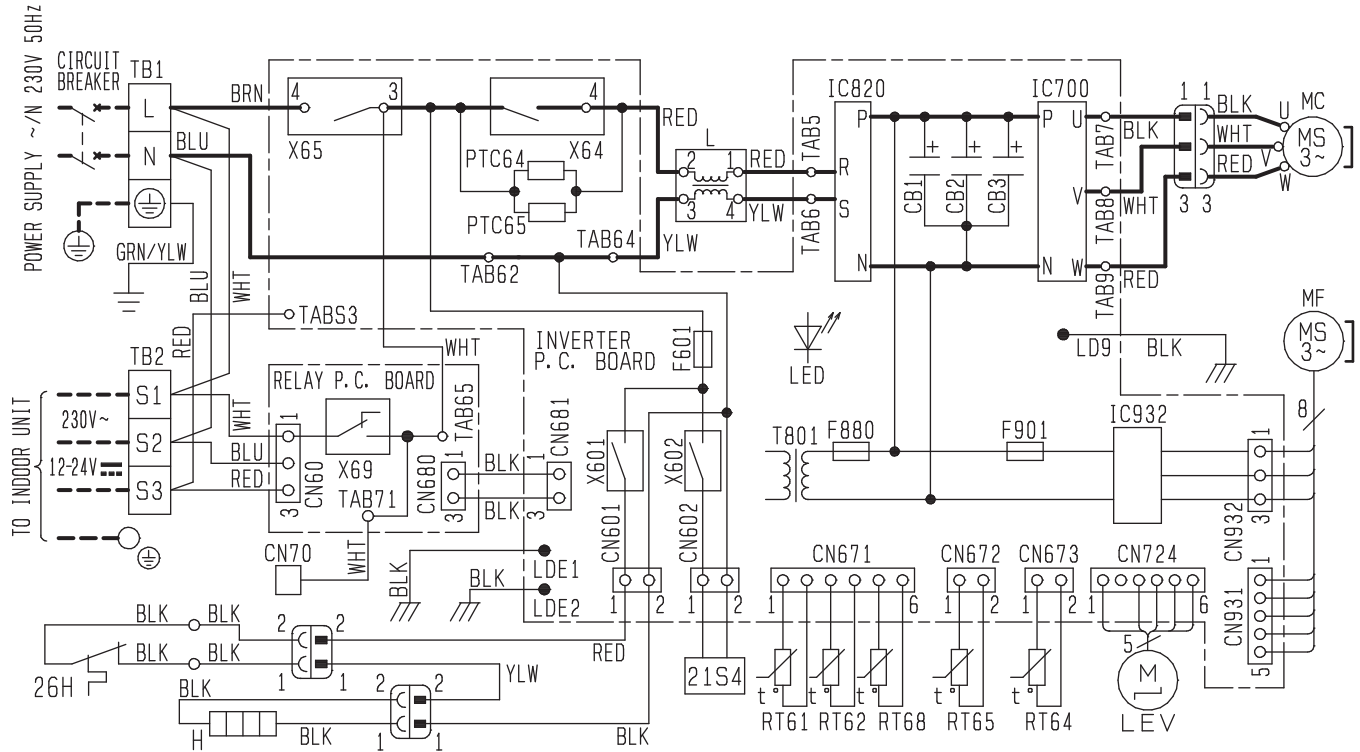 POWER SUPPLY ~/N 230V 50Hz
CIRCUIT
BREAKER
TB1
L
N
BRN
BLU
GRN/YLW
BLU
WHT
RED
4
3
X65
4
X64
PTC64
PTC65
TAB62
TAB64
RED
YLW
L
2
1
3
4
RED
YLW
TAB5
TAB6
IC820
P
R
S
N
+
+
+
CB1
CB2
CB3
IC700
P
U
V
N
W
TAB7
TAB8
TAB9
BLK
WHT
RED
1
1
3
3
BLK
WHT
RED
U
V
W
MC
MS
3~
TABS3
WHT
INVERTER
P.C. BOARD
F601
LED
LD9
BLK
MF
MS
3~
8
TB2
S1
S2
S3
TO INDOOR UNIT
230V~
12-24V
WHT
BLU
RED
RELAY P.C. BOARD
1
3
CN60
X69
TAB71
TAB65
CN680
1
3
BLK
BLK
CN681
1
3
CN70
WHT
X601
X602
CN601
CN602
1
2
1
2
T801
F880
F901
IC932
1
3
CN932
BLK
BLK
LDE1
LDE2
CN671
1
6
CN672
1
2
CN673
1
2
CN724
1
6
CN931
1
5
5
M
LEV
t°
t°
t°
RT61
RT62
RT68
RT65
RT64
21S4
RED
BLK
BLK
BLK
BLK
2
2
1
1
26H
YLW
BLK
2
2
1
1
H
BLK
BLK